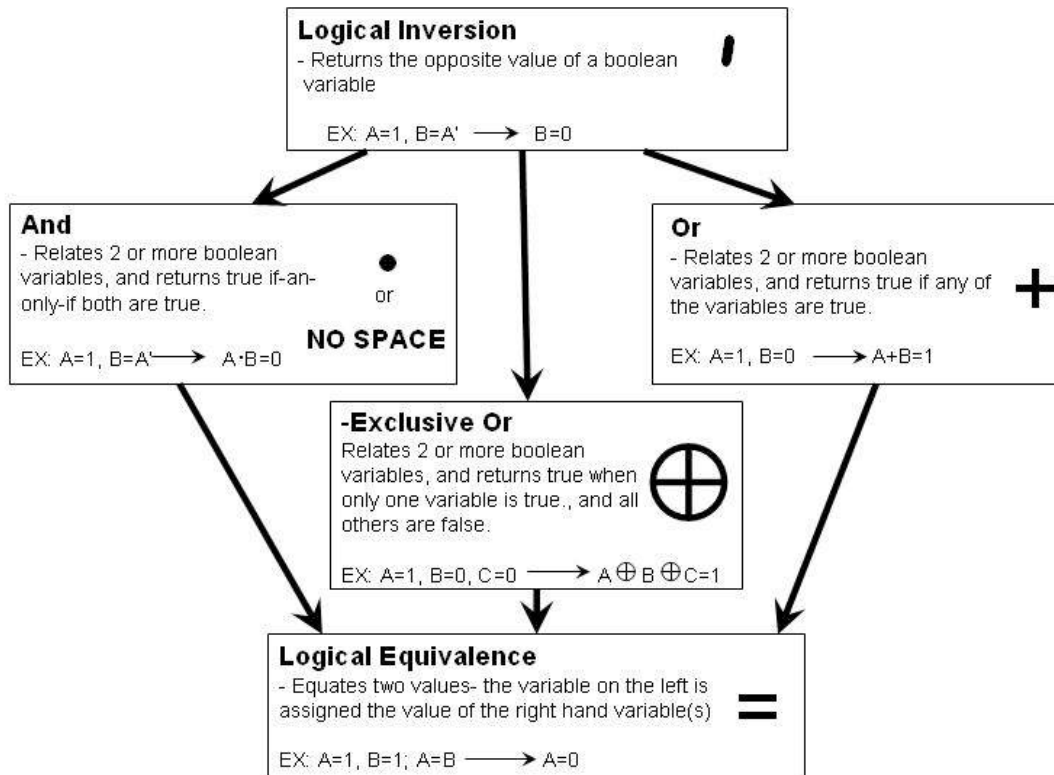 Logical Inversion
- Returns the opposite value of a boolean
variable
EX: A=1, B=A' → B=0
And
- Relates 2 or more boolean
variables, and returns true if-an-
only-if both are true.
•
or
NO SPACE
EX: A=1, B=A' → A·B=0
Or
- Relates 2 or more boolean
variables, and returns true if any of
the variables are true.
+
EX: A=1, B=0 → A+B=1
-Exclusive Or
Relates 2 or more boolean
variables, and returns true when
only one variable is true., and all
others are false.
⊕
EX: A=1, B=0, C=0 → A ⊕ B ⊕ C=1
Logical Equivalence
- Equates two values- the variable on the left is
assigned the value of the right hand variable(s)
=
EX: A=1, B=1; A=B → A=0